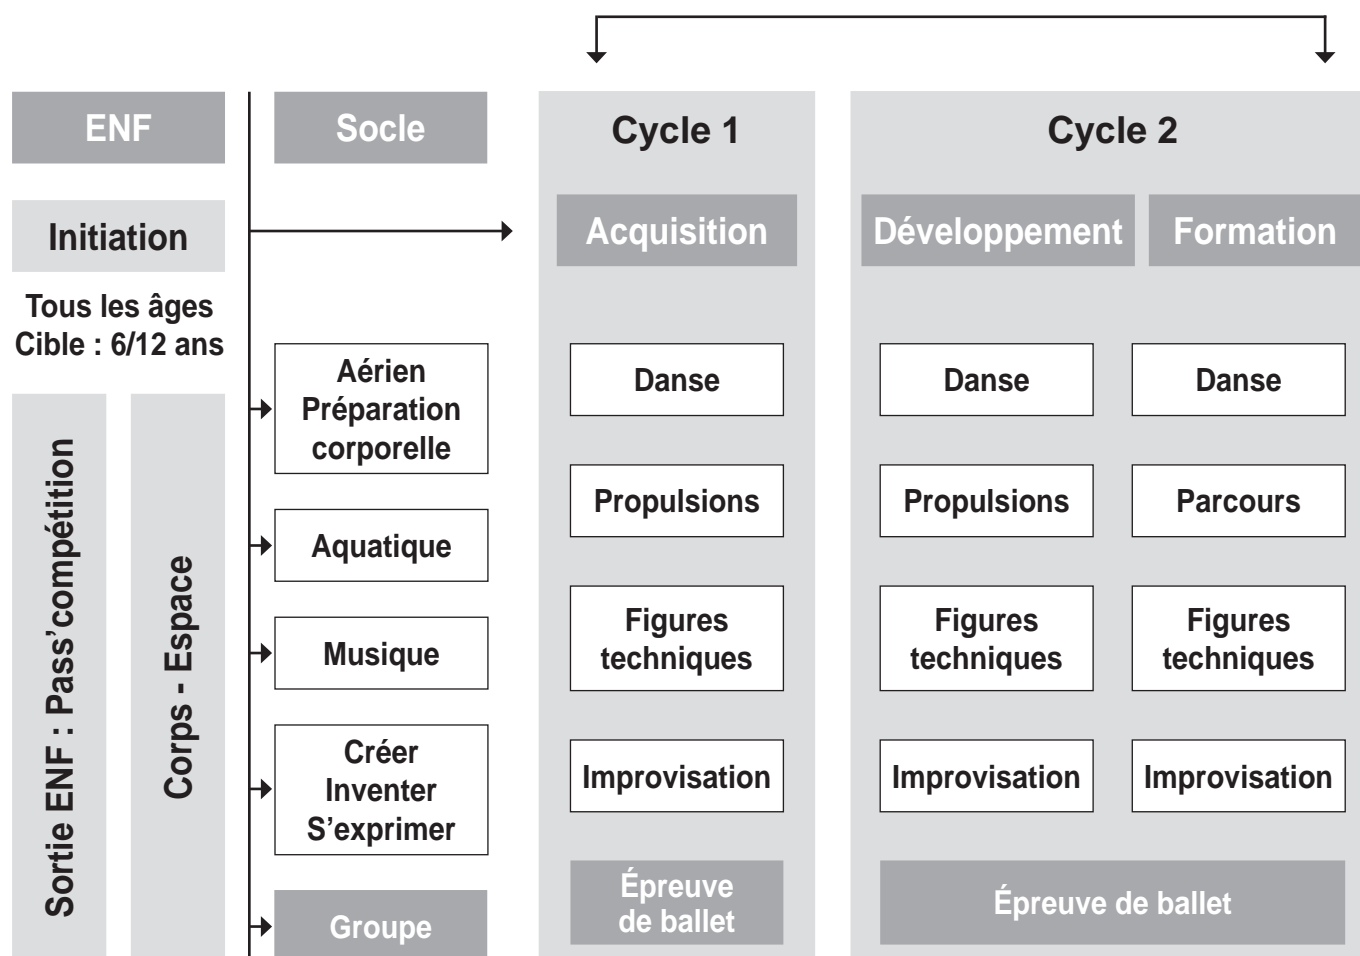 ENF
Initiation
Tous les âges
Cible : 6/12 ans
Sortie ENF : Pass’compétition
Corps - Espace
Socle
Aérien
Préparation
corporelle
Aquatique
Musique
Créer
Inventer
S’exprimer
Groupe
Cycle 1
Acquisition
Danse
Propulsions
Figures
techniques
Improvisation
Épreuve
de ballet
Cycle 2
Développement
Danse
Propulsions
Figures
techniques
Improvisation
Formation
Danse
Parcours
Figures
techniques
Improvisation
Épreuve de ballet